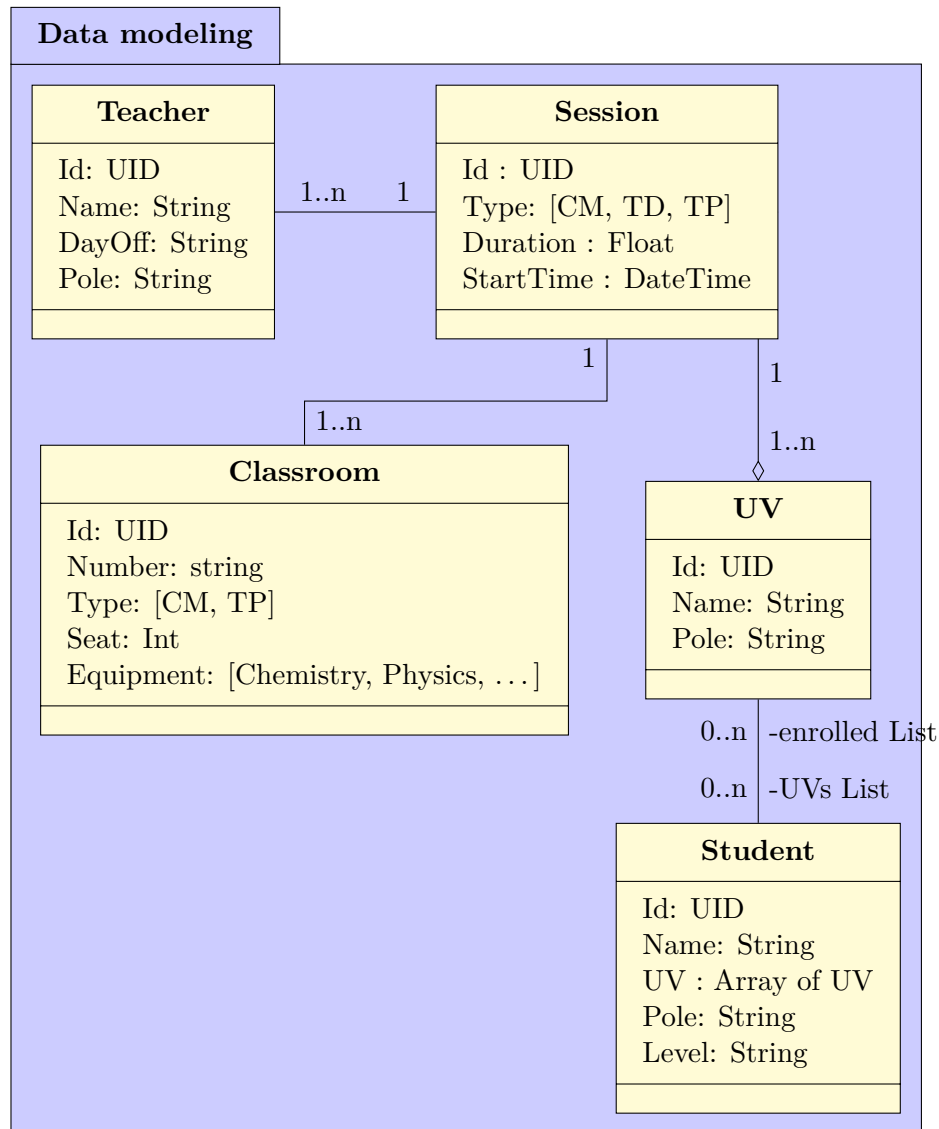 Data modeling
Teacher
Id: UID
Name: String
DayOff: String
Pole: String
1..n
1
Session
Id : UID
Type: [CM, TD, TP]
Duration : Float
StartTime : DateTime
1
1..n
1
1..n
Classroom
Id: UID
Number: string
Type: [CM, TP]
Seat: Int
Equipment: [Chemistry, Physics, ...]
UV
Id: UID
Name: String
Pole: String
0..n -enrolled List
0..n -UVs List
Student
Id: UID
Name: String
UV : Array of UV
Pole: String
Level: String